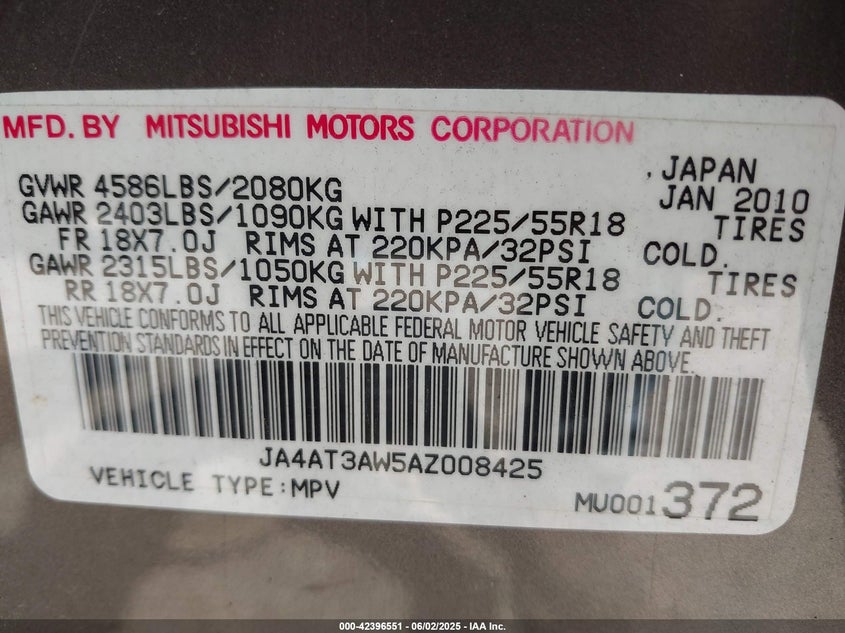 MFD. BY MITSUBISHI MOTORS CORPORATION
JAPAN
GVWR 4586LBS/2080KG JAN 2010
GAWR 2403LBS/1090KG WITH P225/55R18 TIRES
FR 18X7.0J RIMS AT 220KPA/32PSI COLD.
GAWR 2315LBS/1050KG WITH P225/55R18 TIRES
RR 18X7.0J RIMS AT 220KPA/32PSI COLD.
THIS VEHICLE CONFORMS TO ALL APPLICABLE FEDERAL MOTOR VEHICLE SAFETY AND THEFT
PREVENTION STANDARDS IN EFFECT ON THE DATE OF MANUFACTURE SHOWN ABOVE.
JA4AT3AW5AZ008425
VEHICLE TYPE:MPV
MU001372
000-42396551 | 06/02/2025 - IAA Inc.